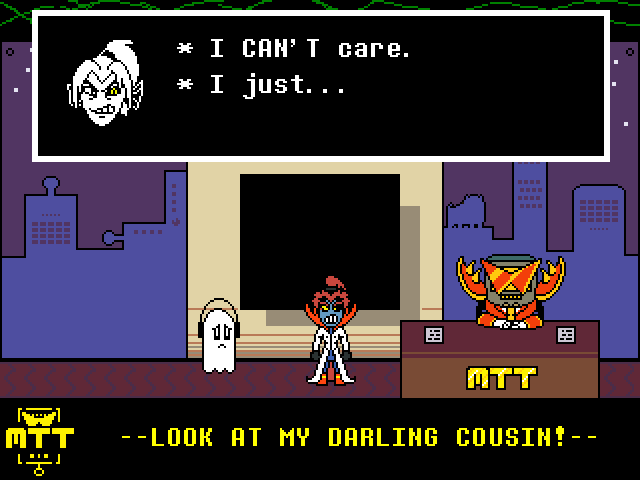 * I CAN'T care.
* I just...
MTT
MTT
--LOOK AT MY DARLING COUSIN!--